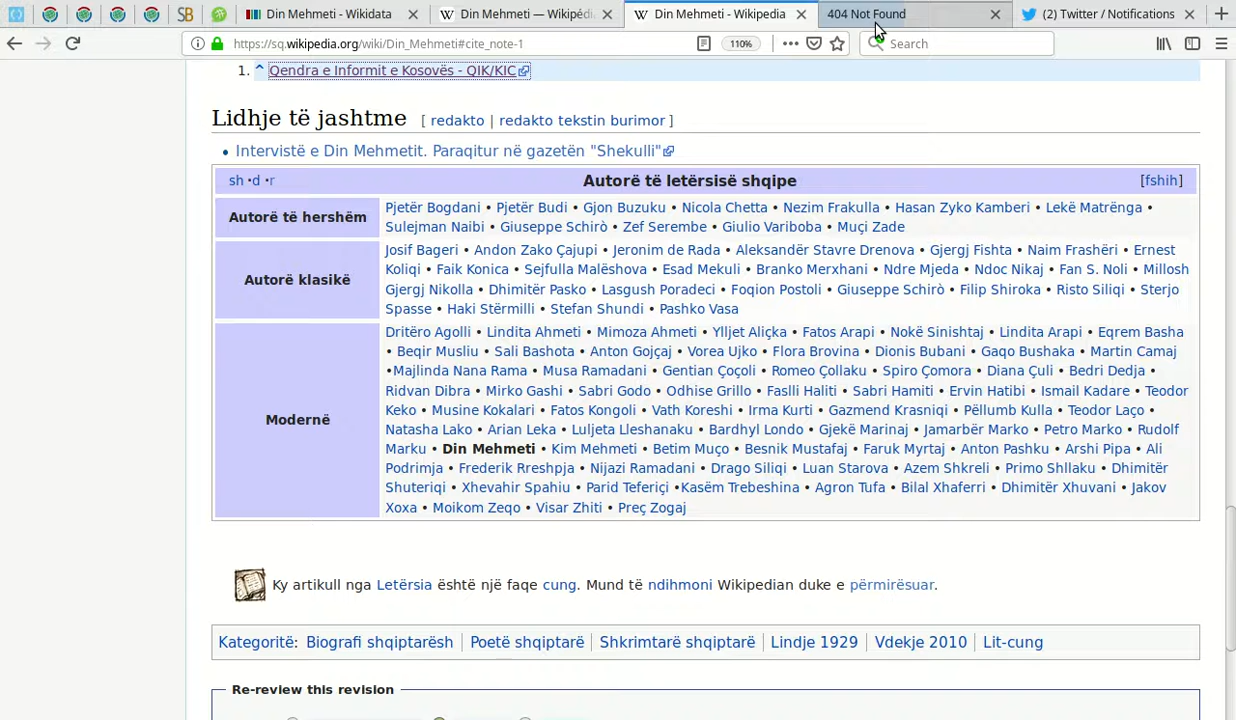 Din Mehmeti - Wikidata
Din Mehmeti — Wikipédi
Din Mehmeti - Wikipedia
404 Not Found
(2) Twitter / Notifications
https://sq.wikipedia.org/wiki/Din_Mehmeti#cite_note-1
110%
Search
1. ^ Qendra e Informit e Kosovës - QIK/KIC
Lidhje të jashtme [ redakto | redakto tekstin burimor ]
• Intervistë e Din Mehmetit. Paraqitur në gazetën "Shekulli"
sh · d · r
Autorë të letërsisë shqipe
[fshih]
Autorë të hershëm
Pjetër Bogdani • Pjetër Budi • Gjon Buzuku • Nicola Chetta • Nezim Frakulla • Hasan Zyko Kamberi • Lekë Matrënga •
Sulejman Naibi • Giuseppe Schirò • Zef Serembe • Giulio Variboba • Muçi Zade
Autorë klasikë
Josif Bageri • Andon Zako Çajupi • Jeronim de Rada • Aleksandër Stavre Drenova • Gjergj Fishta • Naim Frashëri • Ernest
Koliqi • Faik Konica • Sejfulla Malëshova • Esad Mekuli • Branko Merxhani • Ndre Mjeda • Ndoc Nikaj • Fan S. Noli • Millosh
Gjergj Nikolla • Dhimitër Pasko • Lasgush Poradeci • Foqion Postoli • Giuseppe Schirò • Filip Shiroka • Risto Siliqi • Sterjo
Spasse • Haki Stërmilli • Stefan Shundi • Pashko Vasa
Modernë
Dritëro Agolli • Lindita Ahmeti • Mimoza Ahmeti • Ylljet Aliçka • Fatos Arapi • Nokë Sinishtaj • Lindita Arapi • Eqrem Basha
• Beqir Musliu • Sali Bashota • Anton Gojçaj • Vorea Ujko • Flora Brovina • Dionis Bubani • Gaqo Bushaka • Martin Camaj
•Majlinda Nana Rama • Musa Ramadani • Gentian Çoçoli • Romeo Çollaku • Spiro Çomora • Diana Çuli • Bedri Dedja •
Ridvan Dibra • Mirko Gashi • Sabri Godo • Odhise Grillo • Faslli Haliti • Sabri Hamiti • Ervin Hatibi • Ismail Kadare • Teodor
Keko • Musine Kokalari • Fatos Kongoli • Vath Koreshi • Irma Kurti • Gazmend Krasniqi • Pëllumb Kulla • Teodor Laço •
Natasha Lako • Arian Leka • Luljeta Lleshanaku • Bardhyl Londo • Gjekë Marinaj • Jamarbër Marko • Petro Marko • Rudolf
Marku • Din Mehmeti • Kim Mehmeti • Betim Muço • Besnik Mustafaj • Faruk Myrtaj • Anton Pashku • Arshi Pipa • Ali
Podrimja • Frederik Rreshpja • Nijazi Ramadani • Drago Siliqi • Luan Starova • Azem Shkreli • Primo Shllaku • Dhimitër
Shuteriqi • Xhevahir Spahiu • Parid Teferiçi •Kasëm Trebeshina • Agron Tufa • Bilal Xhaferri • Dhimitër Xhuvani • Jakov
Xoxa • Moikom Zeqo • Visar Zhiti • Preç Zogaj
Ky artikull nga Letërsia është një faqe cung. Mund të ndihmoni Wikipedian duke e përmirësuar.
Kategoritë: Biografi shqiptarësh | Poetë shqiptarë | Shkrimtarë shqiptarë | Lindje 1929 | Vdekje 2010 | Lit-cung
Re-review this revision